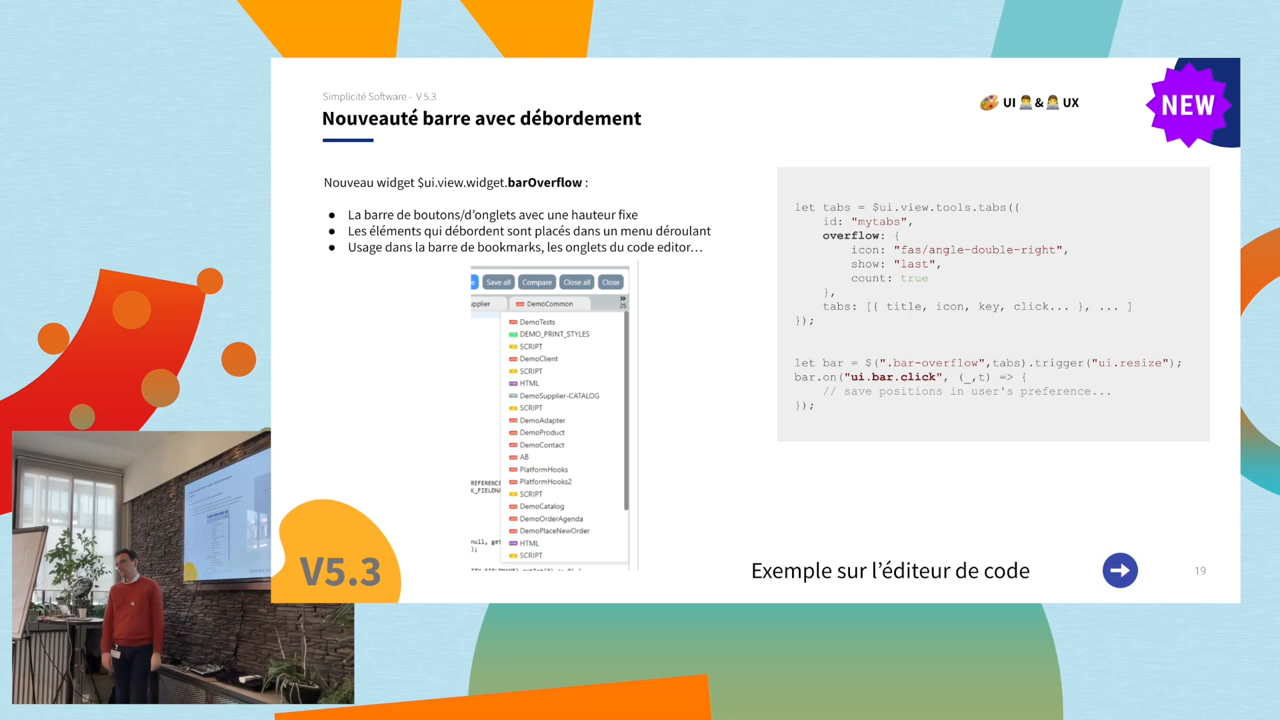 Simplicité Software - V 5.3
Nouveauté barre avec débordement
UI & UX
NEW
Nouveau widget $ui.view.widget.barOverflow :
● La barre de boutons/d'onglets avec une hauteur fixe
● Les éléments qui débordent sont placés dans un menu déroulant
● Usage dans la barre de bookmarks, les onglets du code editor…
Save all Compare Close all Close
upplier DemoCommon » 25
DemoTests
DEMO_PRINT_STYLES
SCRIPT
DemoClient
SCRIPT
HTML
DemoSupplier-CATALOG
SCRIPT
DemoAdapter
DemoProduct
DemoContact
AB
PlatformHooks
PlatformHooks2
SCRIPT
DemoCatalog
DemoOrderAgenda
DemoPlaceNewOrder
HTML
SCRIPT
REFERENCE
K_FIELDNA
null, get
);
let tabs = $ui.view.tools.tabs({
id: "mytabs",
overflow: {
icon: "fas/angle-double-right",
show: "last",
count: true
},
tabs: [{ title, icon, key, click... }, ... ]
});
let bar = $(".bar-overflow",tabs).trigger("ui.resize");
bar.on("ui.bar.click", (_,t) => {
// save positions in user's preference...
});
V5.3
Exemple sur l'éditeur de code
19